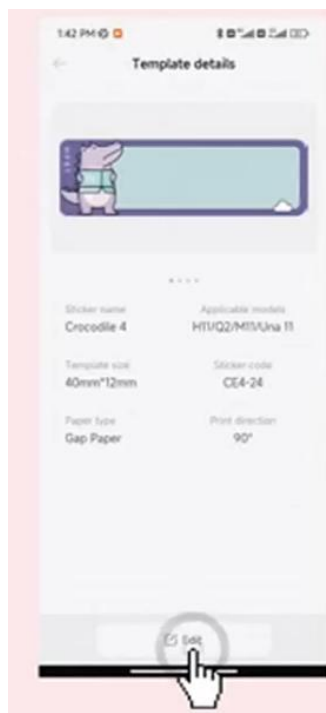 1:42 PM
Template details
Sticker name
Applicable models
Crocodile 4
H11/Q2/M11/Una 11
Template size
Sticker code
40mm*12mm
CE4-24
Paper type
Print direction
Gap Paper
90°
Edit